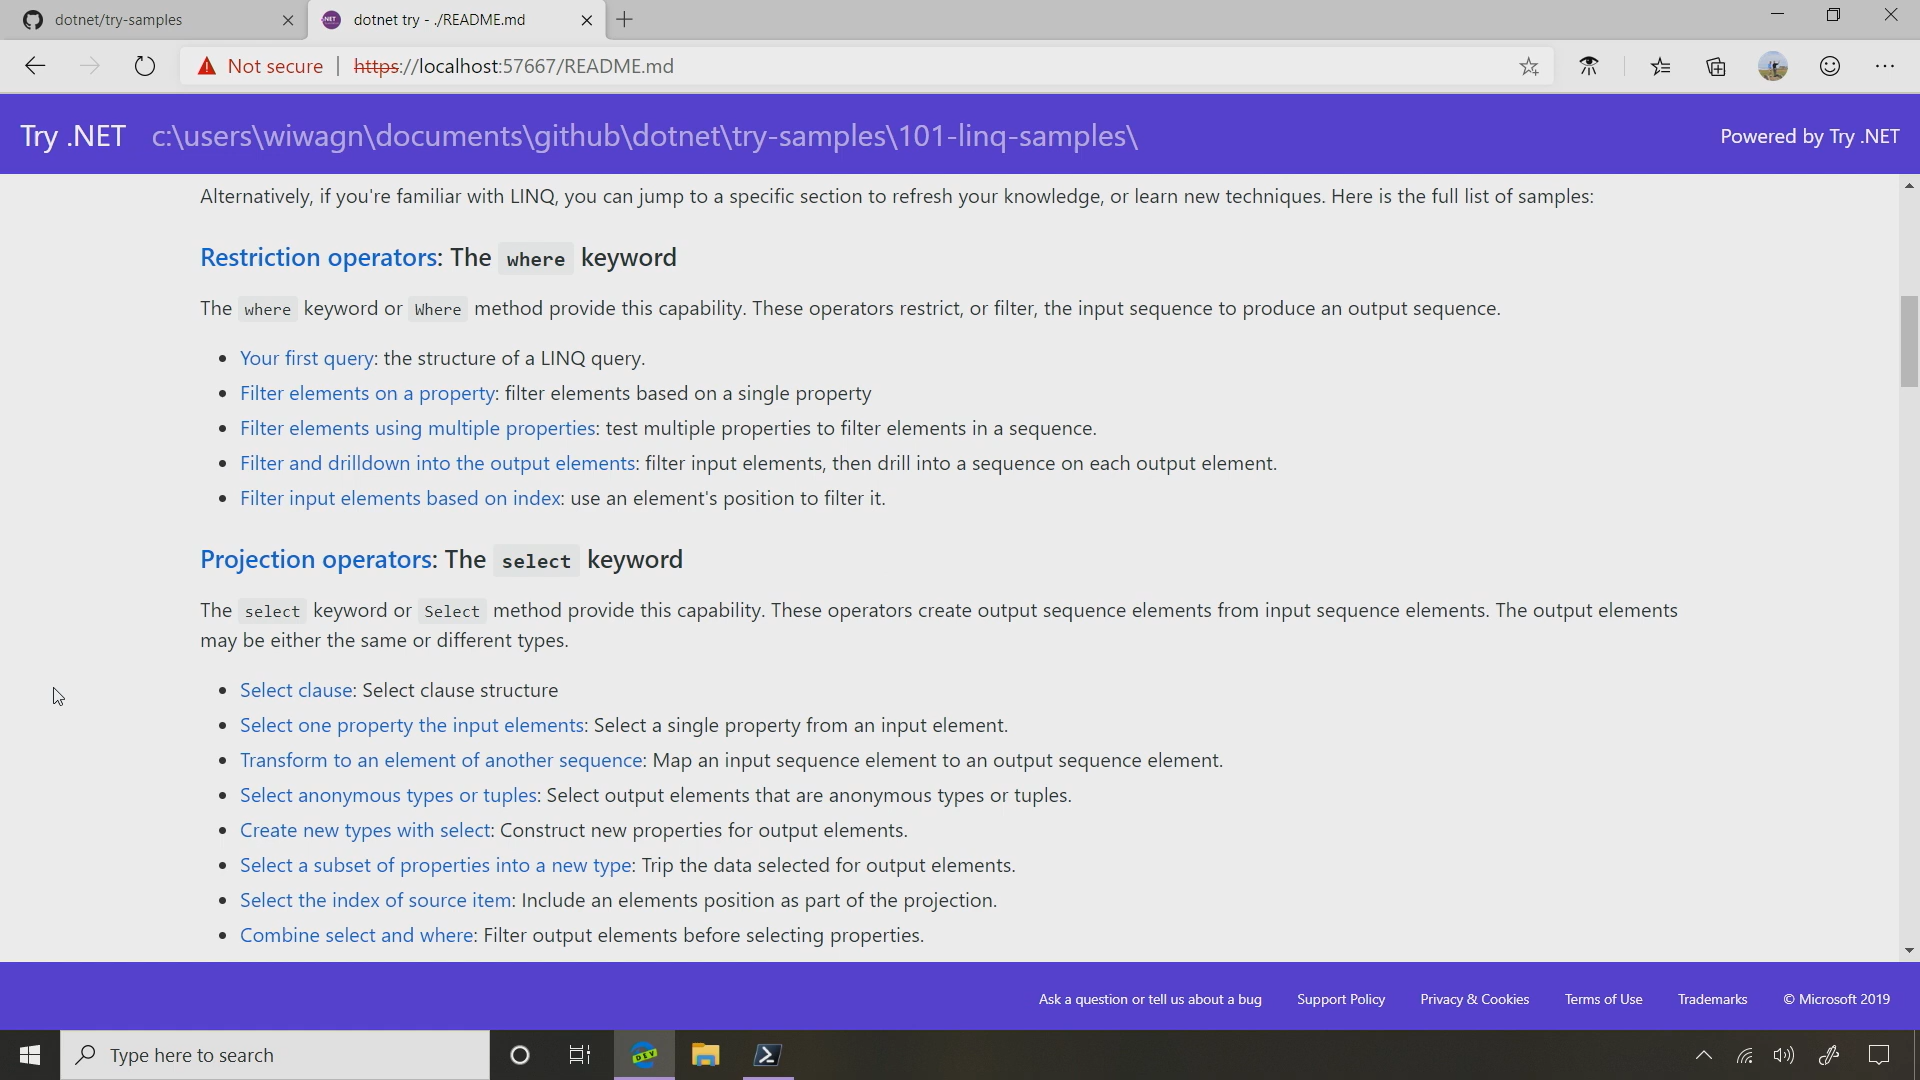 dotnet/try-samples
dotnet try - ./README.md
Not secure | https://localhost:57667/README.md
Try .NET c:\users\wiwagn\documents\github\dotnet\try-samples\101-linq-samples\ Powered by Try .NET
Alternatively, if you're familiar with LINQ, you can jump to a specific section to refresh your knowledge, or learn new techniques. Here is the full list of samples:
Restriction operators: The where keyword
The where keyword or Where method provide this capability. These operators restrict, or filter, the input sequence to produce an output sequence.
• Your first query: the structure of a LINQ query.
• Filter elements on a property: filter elements based on a single property
• Filter elements using multiple properties: test multiple properties to filter elements in a sequence.
• Filter and drilldown into the output elements: filter input elements, then drill into a sequence on each output element.
• Filter input elements based on index: use an element's position to filter it.
Projection operators: The select keyword
The select keyword or Select method provide this capability. These operators create output sequence elements from input sequence elements. The output elements
may be either the same or different types.
• Select clause: Select clause structure
• Select one property the input elements: Select a single property from an input element.
• Transform to an element of another sequence: Map an input sequence element to an output sequence element.
• Select anonymous types or tuples: Select output elements that are anonymous types or tuples.
• Create new types with select: Construct new properties for output elements.
• Select a subset of properties into a new type: Trip the data selected for output elements.
• Select the index of source item: Include an elements position as part of the projection.
• Combine select and where: Filter output elements before selecting properties.
Ask a question or tell us about a bug Support Policy Privacy & Cookies Terms of Use Trademarks © Microsoft 2019
Type here to search
DEV